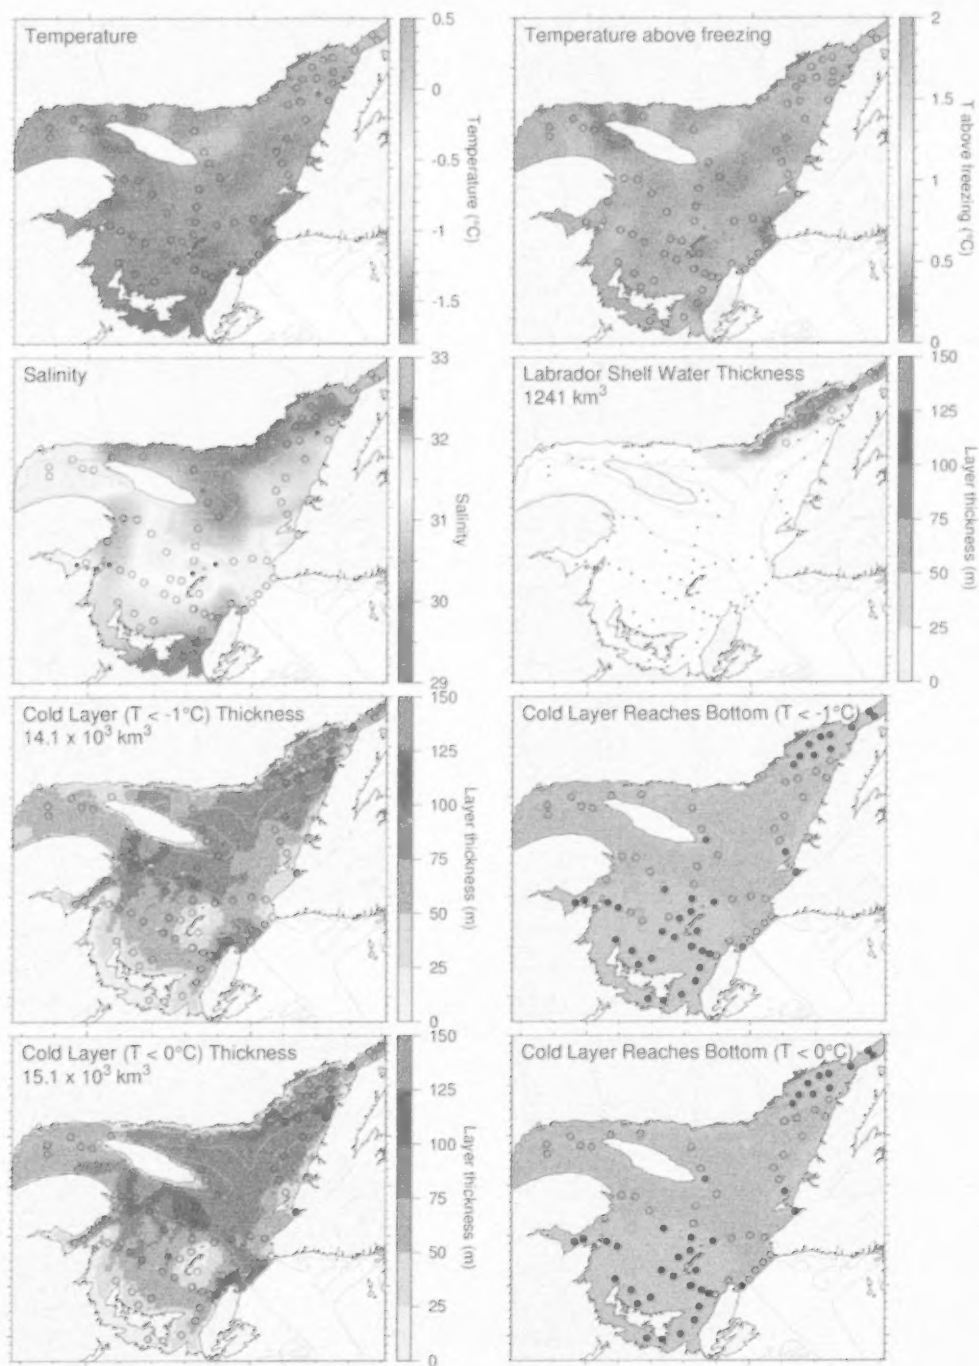 Temperature
0.5
0
-0.5
-1
-1.5
Temperature (°C)
Temperature above freezing
2
1.5
1
0.5
0
T above freezing (°C)
Salinity
33
32
31
30
29
Salinity
Labrador Shelf Water Thickness
1241 km³
150
125
100
75
50
25
0
Layer thickness (m)
Cold Layer (T < -1°C) Thickness
14.1 x 10³ km³
150
125
100
75
50
25
0
Layer thickness (m)
Cold Layer Reaches Bottom (T < -1°C)
Cold Layer (T < 0°C) Thickness
15.1 x 10³ km³
150
125
100
75
50
25
0
Layer thickness (m)
Cold Layer Reaches Bottom (T < 0°C)